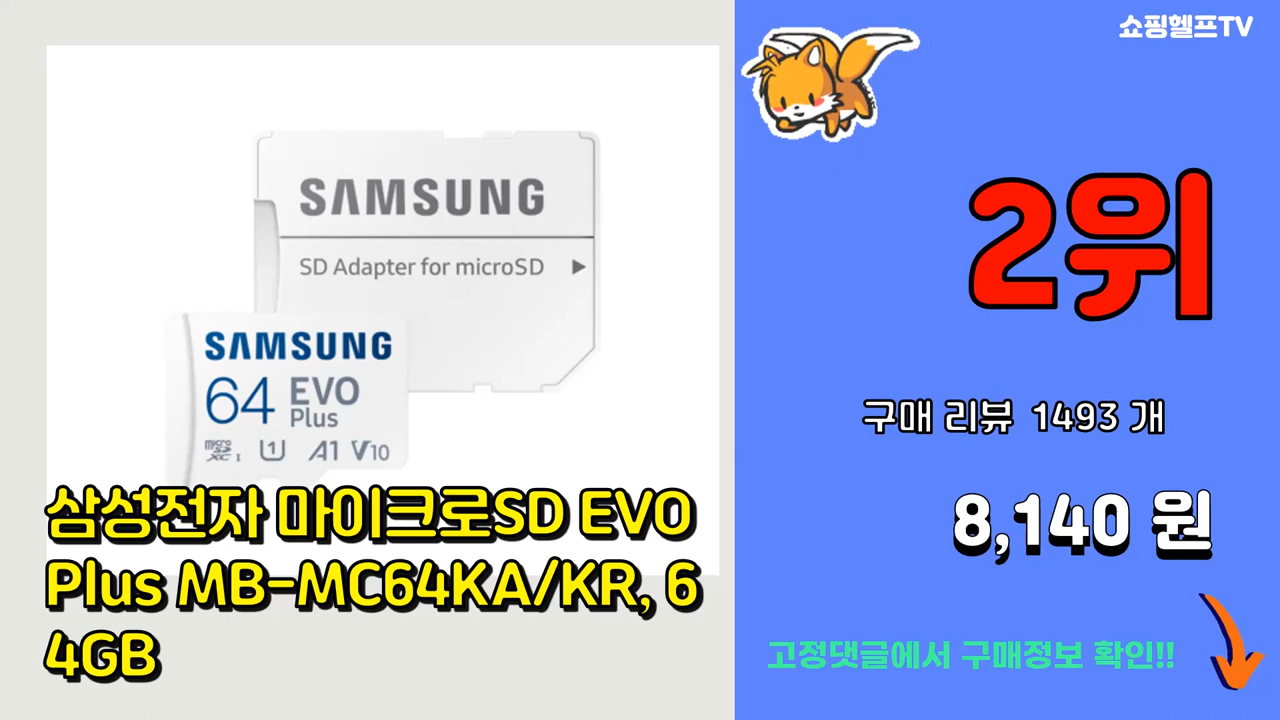 쇼핑헬프TV
SAMSUNG
SD Adapter for microSD
SAMSUNG
64 EVO
Plus
micro
SD
XC I U1 A1 V10
삼성전자 마이크로SD EVO
Plus MB-MC64KA/KR, 6
4GB
2위
구매 리뷰 1493 개
8,140 원
고정댓글에서 구매정보 확인!!